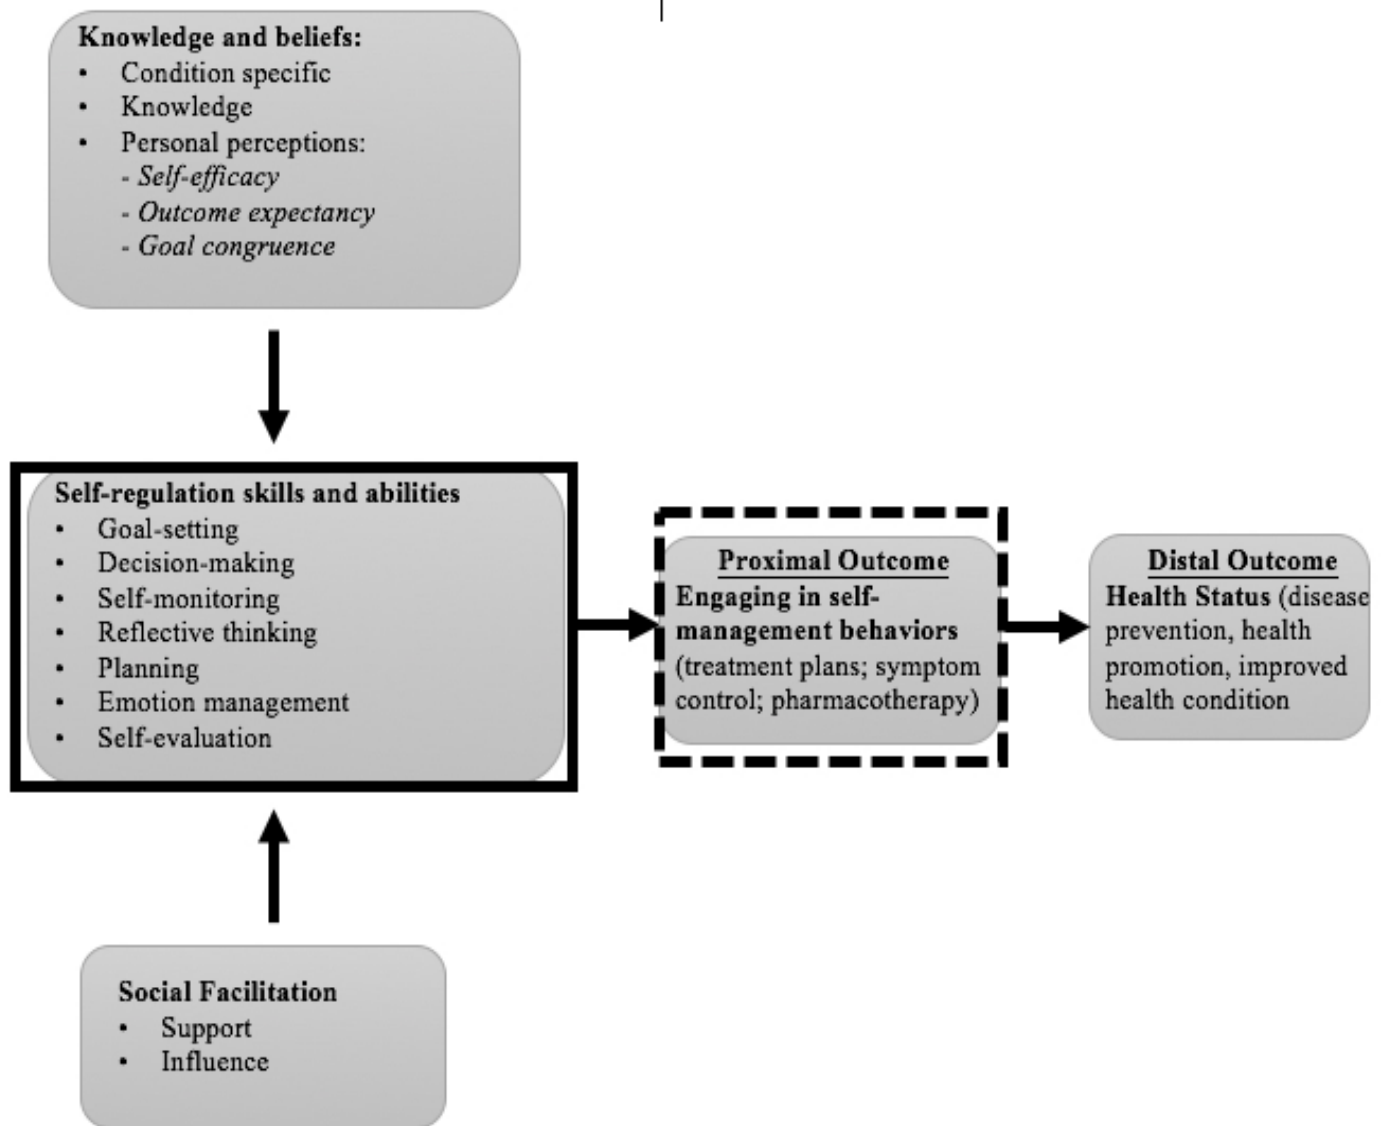 Knowledge and beliefs:
• Condition specific
• Knowledge
• Personal perceptions:
- Self-efficacy
- Outcome expectancy
- Goal congruence
Self-regulation skills and abilities
• Goal-setting
• Decision-making
• Self-monitoring
• Reflective thinking
• Planning
• Emotion management
• Self-evaluation
Proximal Outcome
Engaging in self-
management behaviors
(treatment plans; symptom
control; pharmacotherapy)
Distal Outcome
Health Status (disease
prevention, health
promotion, improved
health condition
Social Facilitation
• Support
• Influence